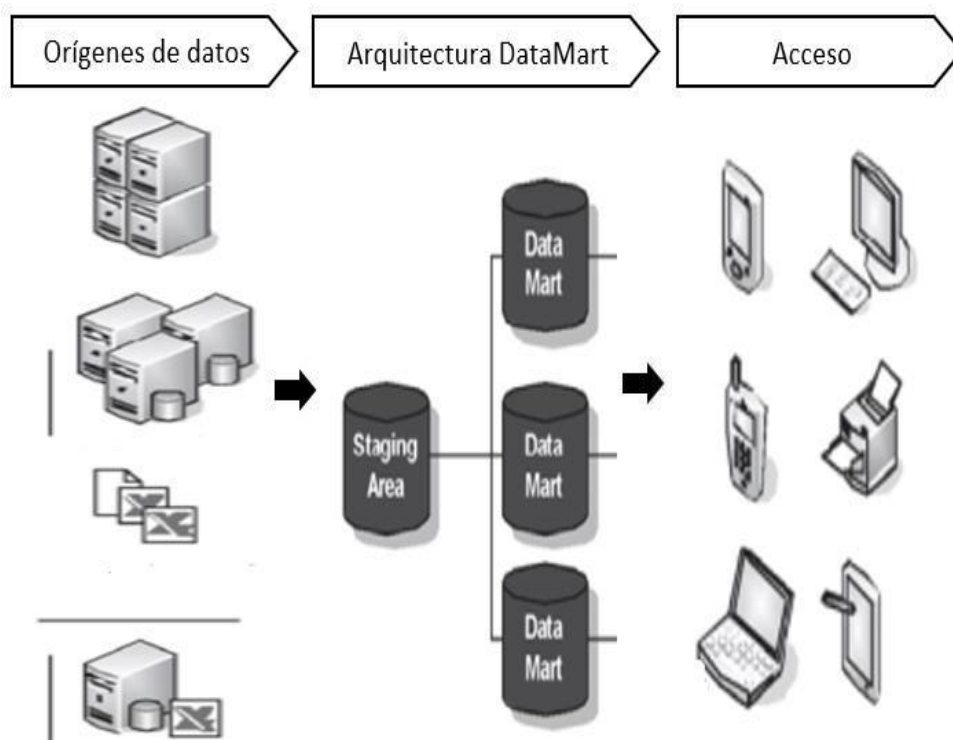 Orígenes de datos
Arquitectura DataMart
Acceso
Data
Mart
Staging
Area
Data
Mart
Data
Mart